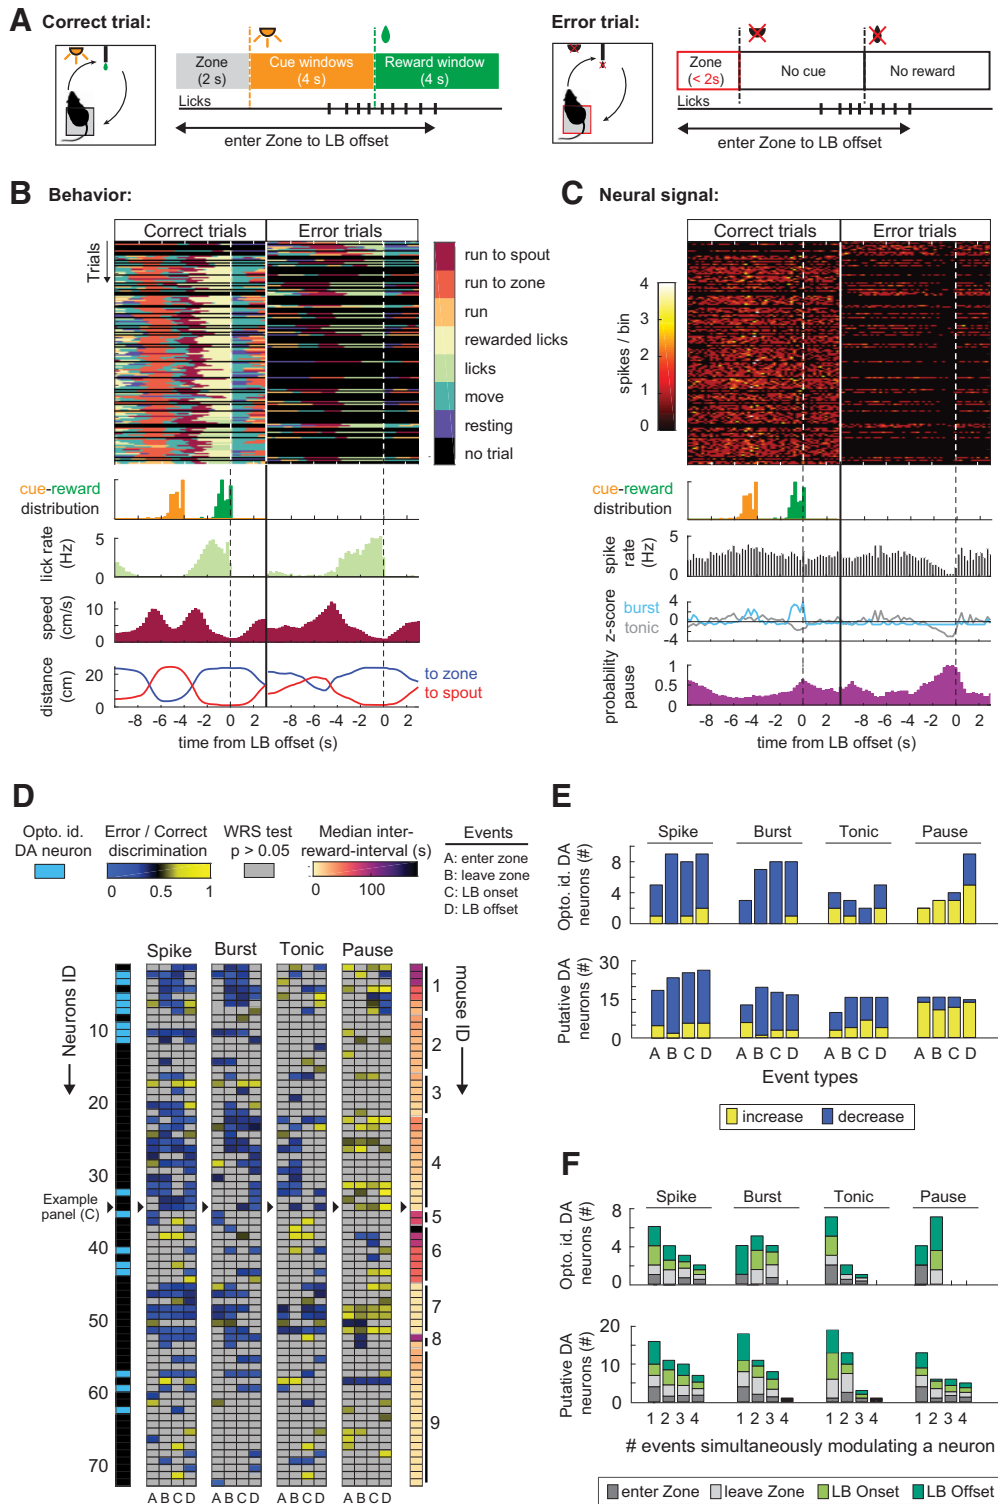 A Correct trial:
Zone
(2 s)
Cue windows
(4 s)
Reward window
(4 s)
Licks
enter Zone to LB offset
Error trial:
Zone
(< 2s)
No cue
No reward
Licks
enter Zone to LB offset
B Behavior:
Correct trials Error trials
Trials
run to spout
run to zone
run
rewarded licks
licks
move
resting
no trial
cue-reward
distribution
lick rate
(Hz)
5
0
speed
(cm/s)
10
0
distance
(cm)
20
0
to zone
to spout
-8 -6 -4 -2 0 2 -8 -6 -4 -2 0 2
time from LB offset (s)
C Neural signal:
Correct trials Error trials
spikes / bin
4
3
2
1
0
cue-reward
distribution
spike
rate
(Hz)
5
0
burst
tonic
z-score
4
0
-4
probability
pause
1
0.5
0
-8 -6 -4 -2 0 2 -8 -6 -4 -2 0 2
time from LB offset (s)
D
Opto. id.
DA neuron
Error / Correct
discrimination
0 0.5 1
WRS test
p > 0.05
Median inter-
reward-interval (s)
0 100
Events
A: enter zone
B: leave zone
C: LB onset
D: LB offset
Spike Burst Tonic Pause
Neurons ID
10
20
30
Example
panel (C)
40
50
60
70
mouse ID
1
2
3
4
5
6
7
8
9
A B C D A B C D A B C D A B C D
E
Spike Burst Tonic Pause
Opto. id. DA
neurons (#)
8
4
0
Putative DA
neurons (#)
30
15
0
A B C D A B C D A B C D A B C D
Event types
increase decrease
F
Spike Burst Tonic Pause
Opto. id. DA
neurons (#)
8
4
0
Putative DA
neurons (#)
20
10
0
1 2 3 4 1 2 3 4 1 2 3 4 1 2 3 4
# events simultaneously modulating a neuron
enter Zone leave Zone LB Onset LB Offset